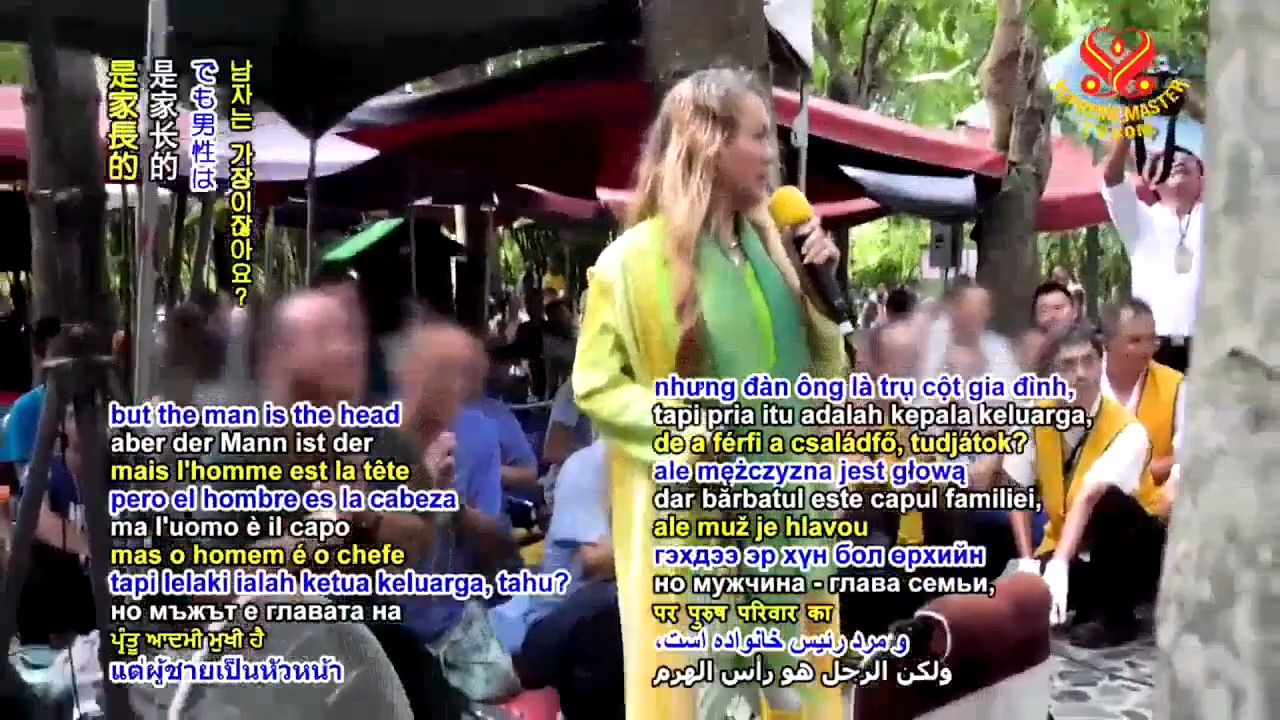 是家長的
是家长的
でも男性は
남자는 가장이잖아요?
SUPREME MASTER
TV.COM
but the man is the head
aber der Mann ist der
mais l'homme est la tête
pero el hombre es la cabeza
ma l'uomo è il capo
mas o homem é o chefe
tapi lelaki ialah ketua keluarga, tahu?
но мъжът е главата на
ਪ੍ਰੰਤੂ ਆਦਮੀ ਮੁਖੀ ਹੈ
แต่ผู้ชายเป็นหัวหน้า
nhưng đàn ông là trụ cột gia đình,
tapi pria itu adalah kepala keluarga,
de a férfi a családfő, tudjátok?
ale mężczyzna jest głową
dar bărbatul este capul familiei,
ale muž je hlavou
гэхдээ эр хүн бол өрхийн
но мужчина - глава семьи,
पर पुरुष परिवार का
و مرد رئیس خانواده است،
ولكن الرجل هو رأس الهرم